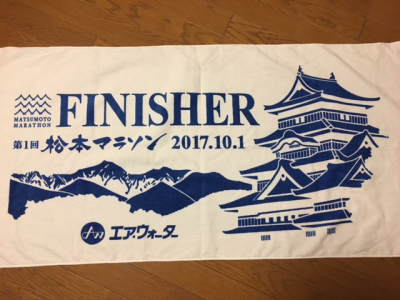 MATSUMOTO
MARATHON
FINISHER
第1回 松本マラソン 2017.10.1
エア・ウォーター